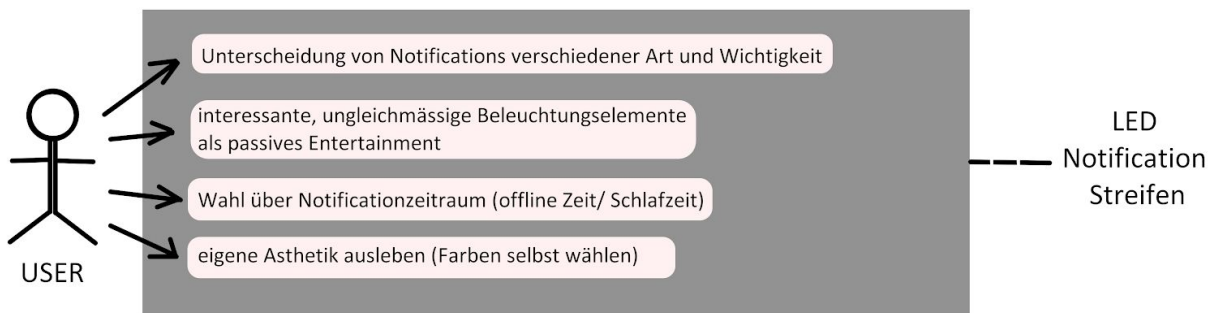 Unterscheidung von Notifications verschiedener Art und Wichtigkeit
interessante, ungleichmässige Beleuchtungselemente
als passives Entertainment
Wahl über Notificationzeitraum (offline Zeit/ Schlafzeit)
eigene Asthetik ausleben (Farben selbst wählen)
USER
LED
Notification
Streifen